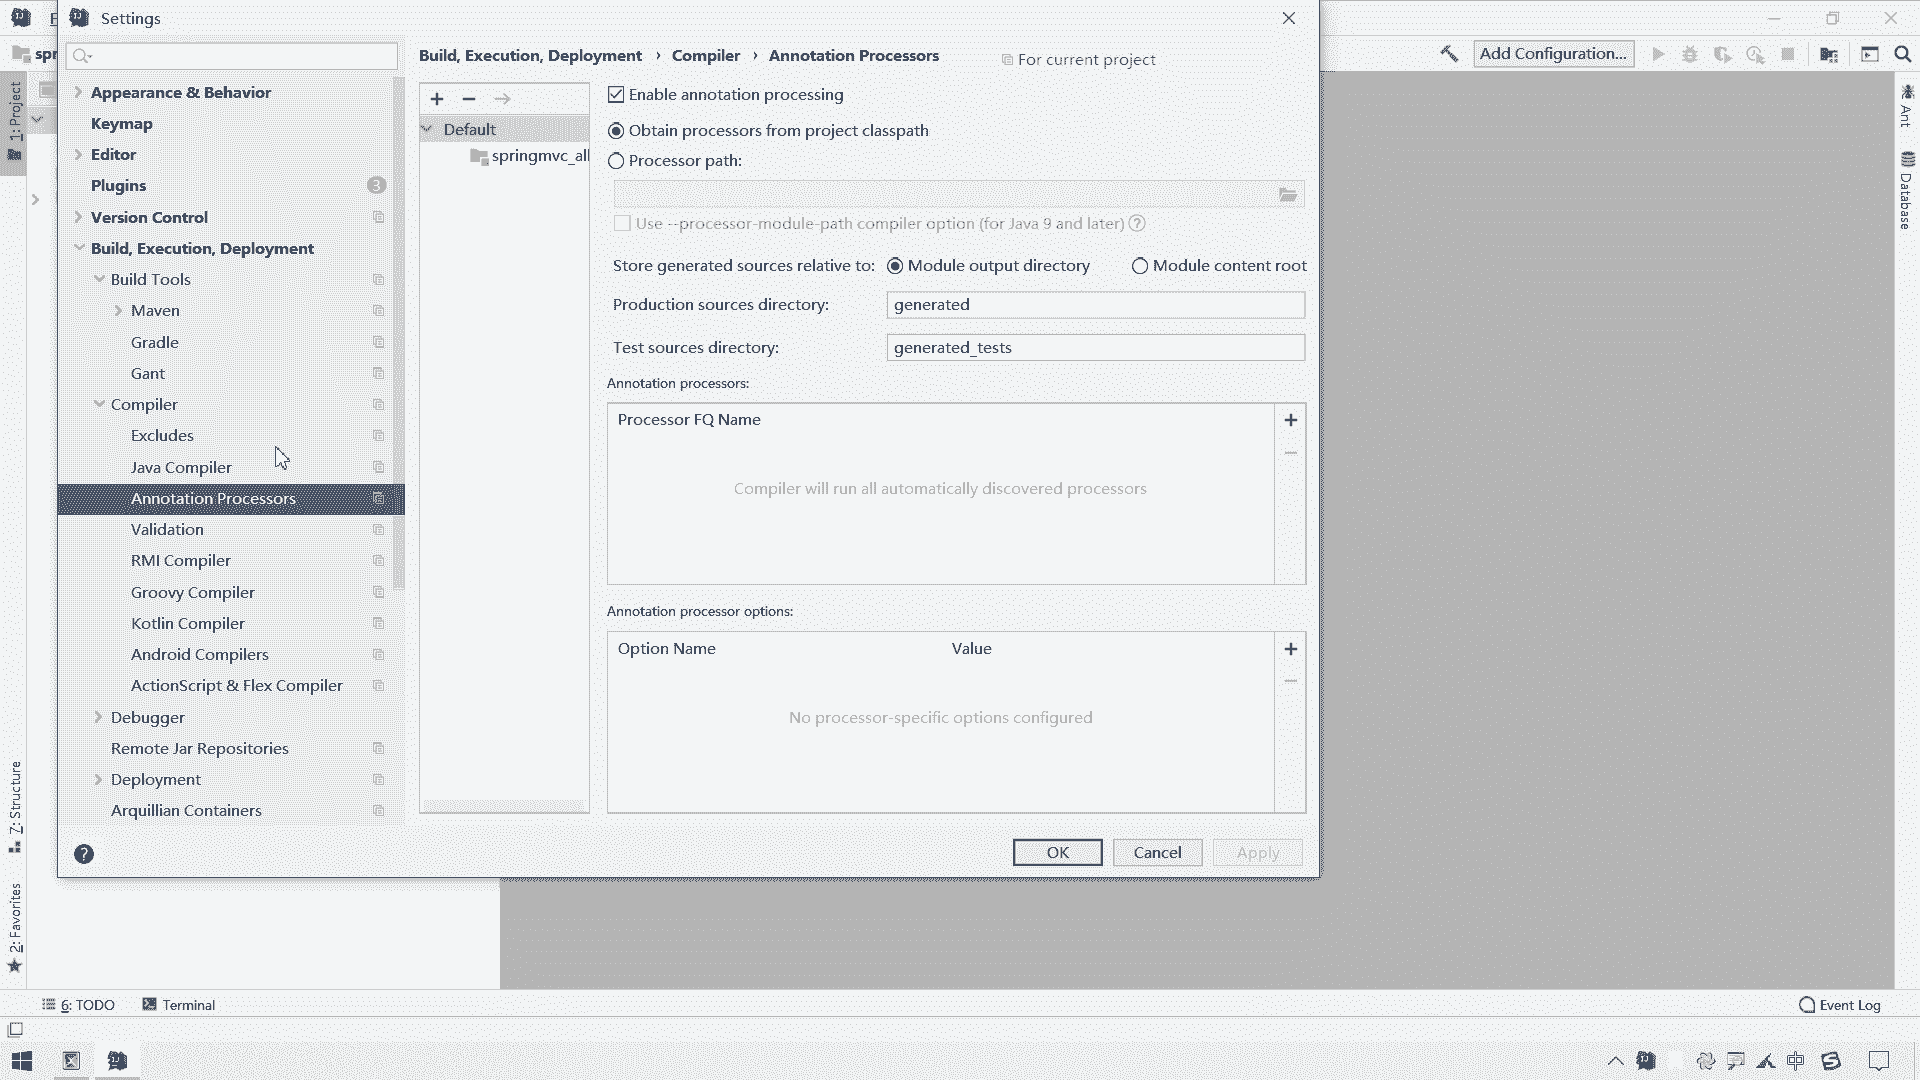 F
Settings
spr
Build, Execution, Deployment › Compiler › Annotation Processors
For current project
Add Configuration...
1: Project
Ant
Database
Appearance & Behavior
Keymap
Editor
Plugins
3
Version Control
Build, Execution, Deployment
Build Tools
Maven
Gradle
Gant
Compiler
Excludes
Java Compiler
Annotation Processors
Validation
RMI Compiler
Groovy Compiler
Kotlin Compiler
Android Compilers
ActionScript & Flex Compiler
Debugger
Remote Jar Repositories
Deployment
Arquillian Containers
Default
springmvc_all
Enable annotation processing
Obtain processors from project classpath
Processor path:
Use --processor-module-path compiler option (for Java 9 and later) ?
Store generated sources relative to: Module output directory Module content root
Production sources directory: generated
Test sources directory: generated_tests
Annotation processors:
Processor FQ Name
Compiler will run all automatically discovered processors
Annotation processor options:
Option Name Value
No processor-specific options configured
?
OK Cancel Apply
7: Structure
2: Favorites
6: TODO Terminal
Event Log
中